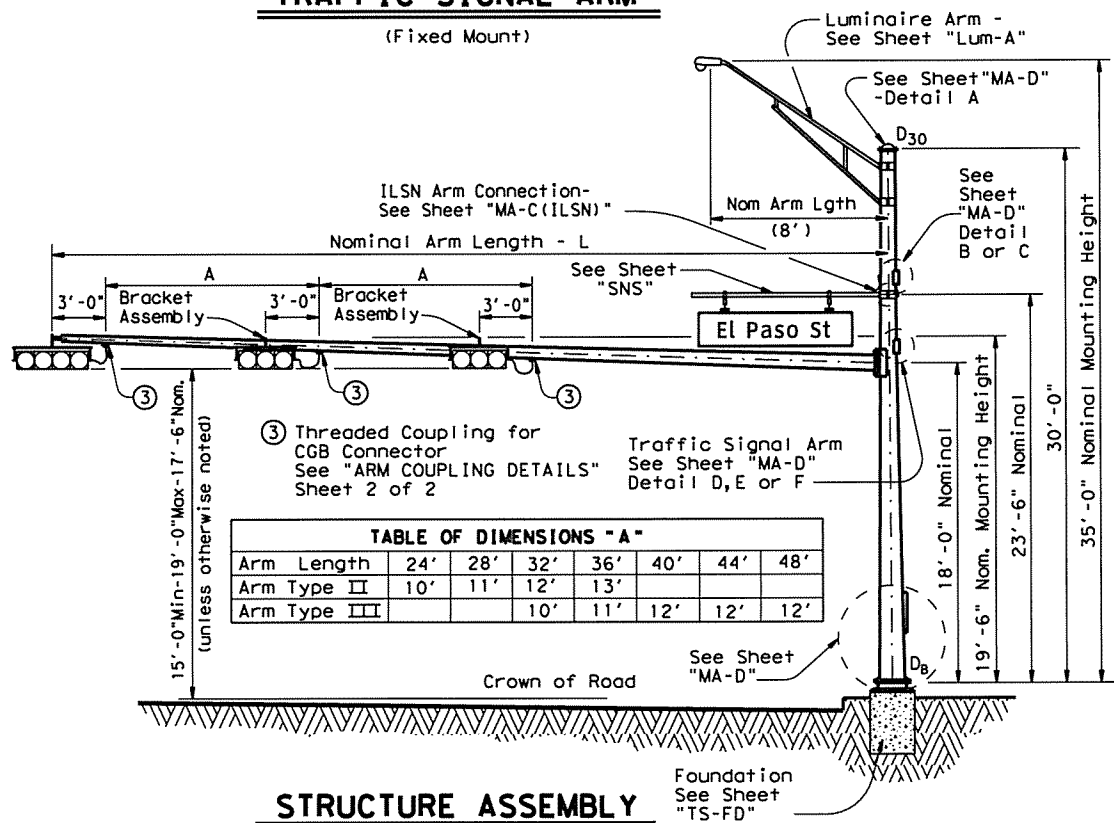 TRAFFIC SIGNAL ARM
(Fixed Mount)
Luminaire Arm -
See Sheet "Lum-A"
See Sheet "MA-D"
-Detail A
D30
See
Sheet
"MA-D"
Detail
B or C
ILSN Arm Connection-
See Sheet "MA-C(ILSN)"
Nom Arm Lgth
(8')
Nominal Arm Length - L
See Sheet
"SNS"
A
A
3'-0"
Bracket
Assembly
3'-0"
Bracket
Assembly
3'-0"
El Paso St
3
3
3
3 Threaded Coupling for
CGB Connector
See "ARM COUPLING DETAILS"
Sheet 2 of 2
Traffic Signal Arm
See Sheet "MA-D"
Detail D,E or F
15'-0"Min-19'-0"Max-17'-6"Nom.
(unless otherwise noted)
18'-0" Nominal
19'-6" Nom. Mounting Height
23'-6" Nominal
30'-0"
35'-0" Nominal Mounting Height
TABLE OF DIMENSIONS "A"
Arm Length 24' 28' 32' 36' 40' 44' 48'
Arm Type II 10' 11' 12' 13'
Arm Type III 10' 11' 12' 12' 12'
See Sheet
"MA-D"
DB
Crown of Road
Foundation
See Sheet
"TS-FD"
STRUCTURE ASSEMBLY